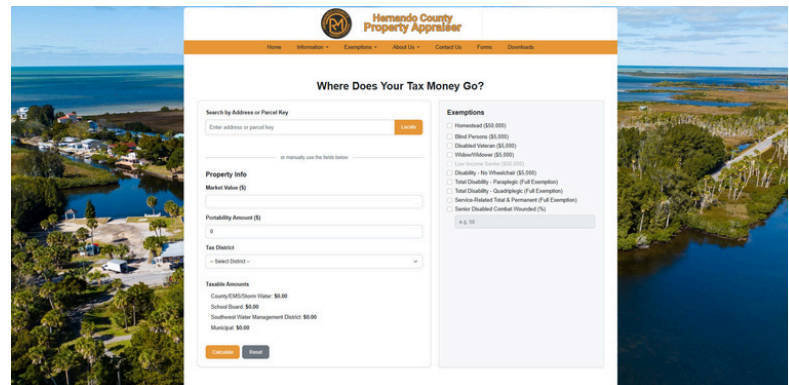 RM
Hernando County
Property Appraiser
Home Information Exemptions About Us Contact Us Forms Downloads
Where Does Your Tax Money Go?
Search by Address or Parcel Key
Enter address or parcel key
Locate
or manually use the fields below
Property Info
Market Value ($)
Portability Amount ($)
0
Tax District
-- Select District --
Taxable Amounts
County/EMS/Storm Water: $0.00
School Board: $0.00
Southwest Water Management District: $0.00
Municipal: $0.00
Calculate Reset
Exemptions
Homestead ($50,000)
Blind Persons ($5,000)
Disabled Veteran ($5,000)
Widow/Widower ($5,000)
Low Income Senior ($50,000)
Disability - No Wheelchair ($5,000)
Total Disability - Paraplegic (Full Exemption)
Total Disability - Quadriplegic (Full Exemption)
Service-Related Total & Permanent (Full Exemption)
Senior Disabled Combat Wounded (%)
e.g. 50